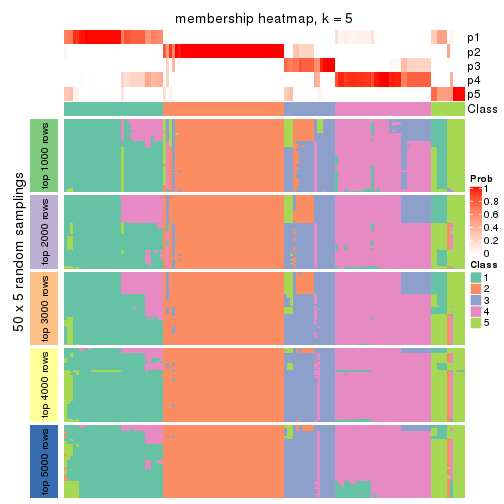 membership heatmap, k = 5
p1
p2
p3
p4
p5
Class
50 x 5 random samplings
top 1000 rows
top 2000 rows
top 3000 rows
top 4000 rows
top 5000 rows
Prob
1
0.8
0.6
0.4
0.2
0
Class
1
2
3
4
5